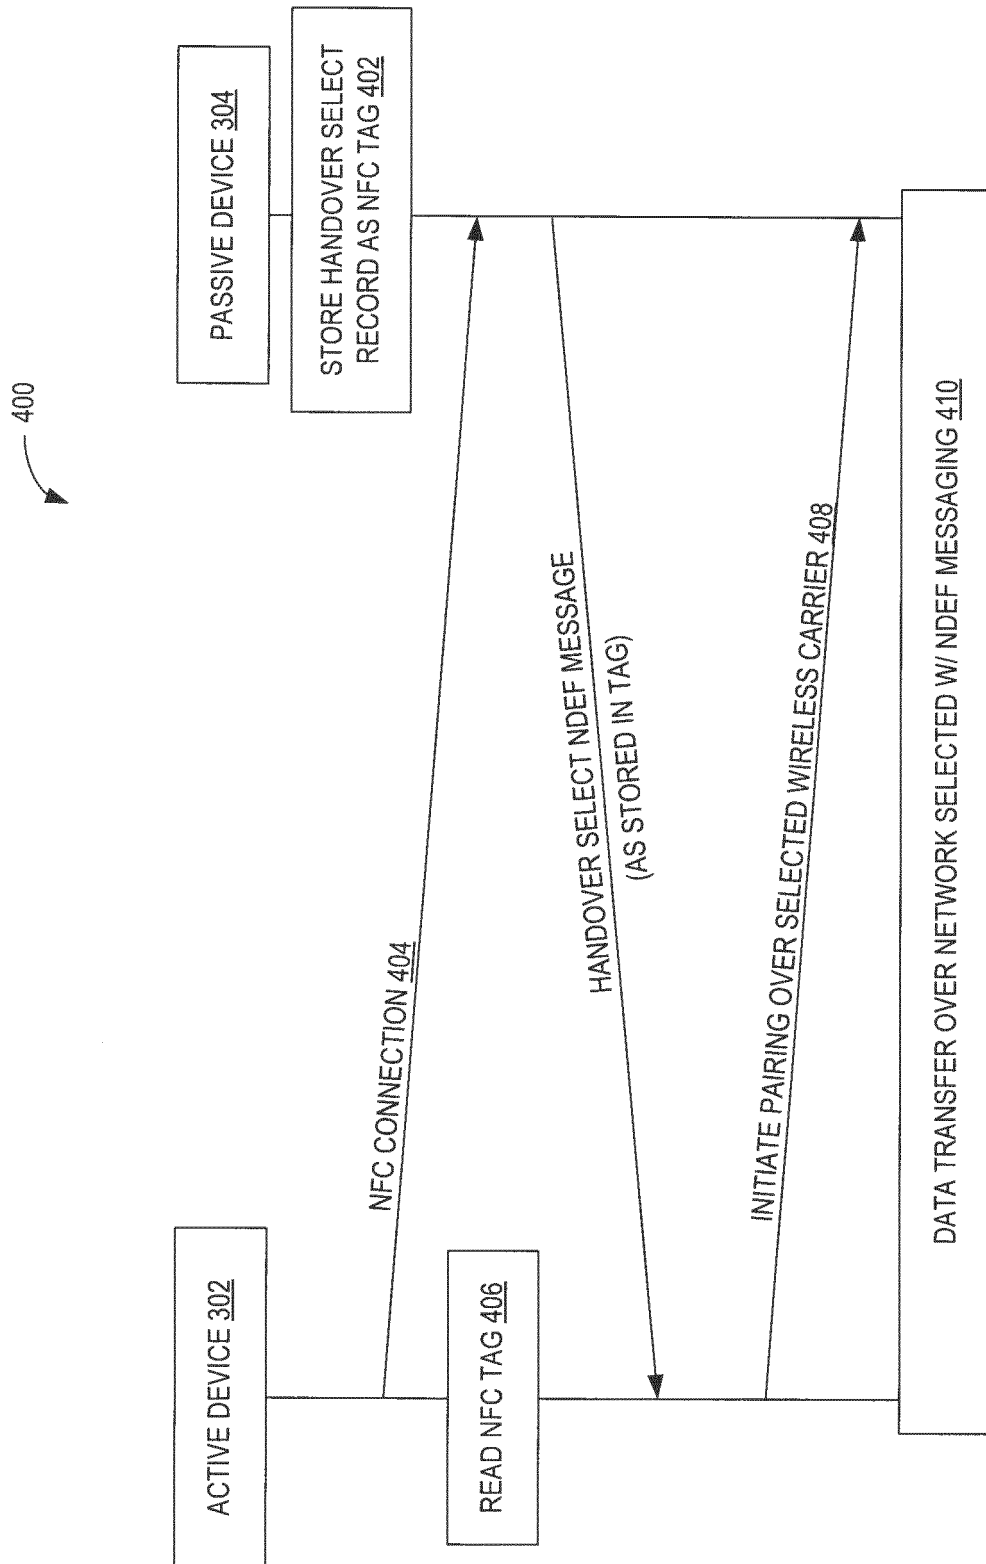 400
ACTIVE DEVICE 302
PASSIVE DEVICE 304
STORE HANDOVER SELECT
RECORD AS NFC TAG 402
NFC CONNECTION 404
READ NFC TAG 406
HANDOVER SELECT NDEF MESSAGE
(AS STORED IN TAG)
INITIATE PAIRING OVER SELECTED WIRELESS CARRIER 408
DATA TRANSFER OVER NETWORK SELECTED W/ NDEF MESSAGING 410